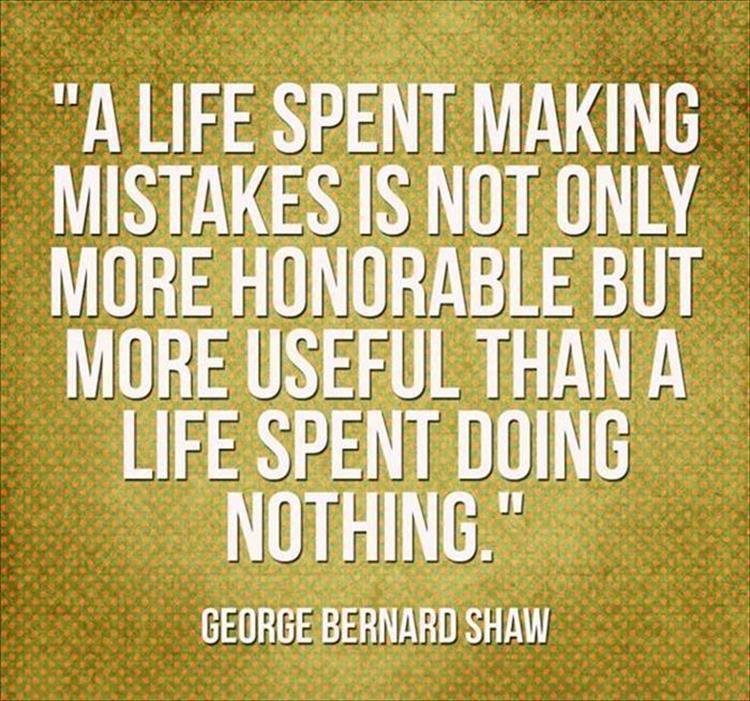 "A LIFE SPENT MAKING
MISTAKES IS NOT ONLY
MORE HONORABLE BUT
MORE USEFUL THAN A
LIFE SPENT DOING
NOTHING."
GEORGE BERNARD SHAW